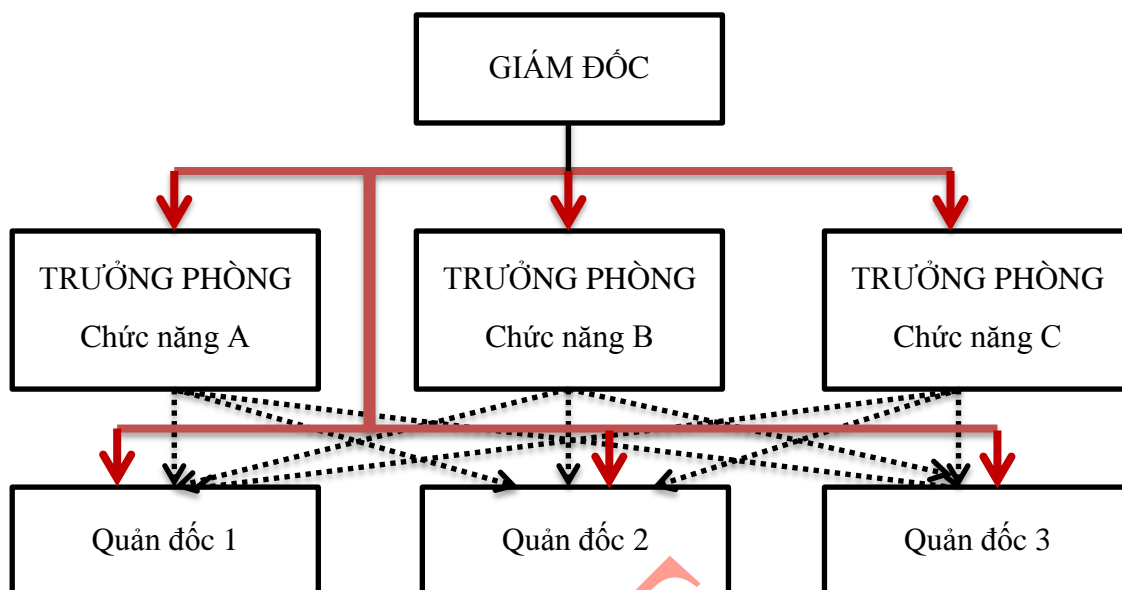 GIÁM ĐỐC
TRƯỞNG PHÒNG
Chức năng A
TRƯỞNG PHÒNG
Chức năng B
TRƯỞNG PHÒNG
Chức năng C
Quản đốc 1
Quản đốc 2
Quản đốc 3